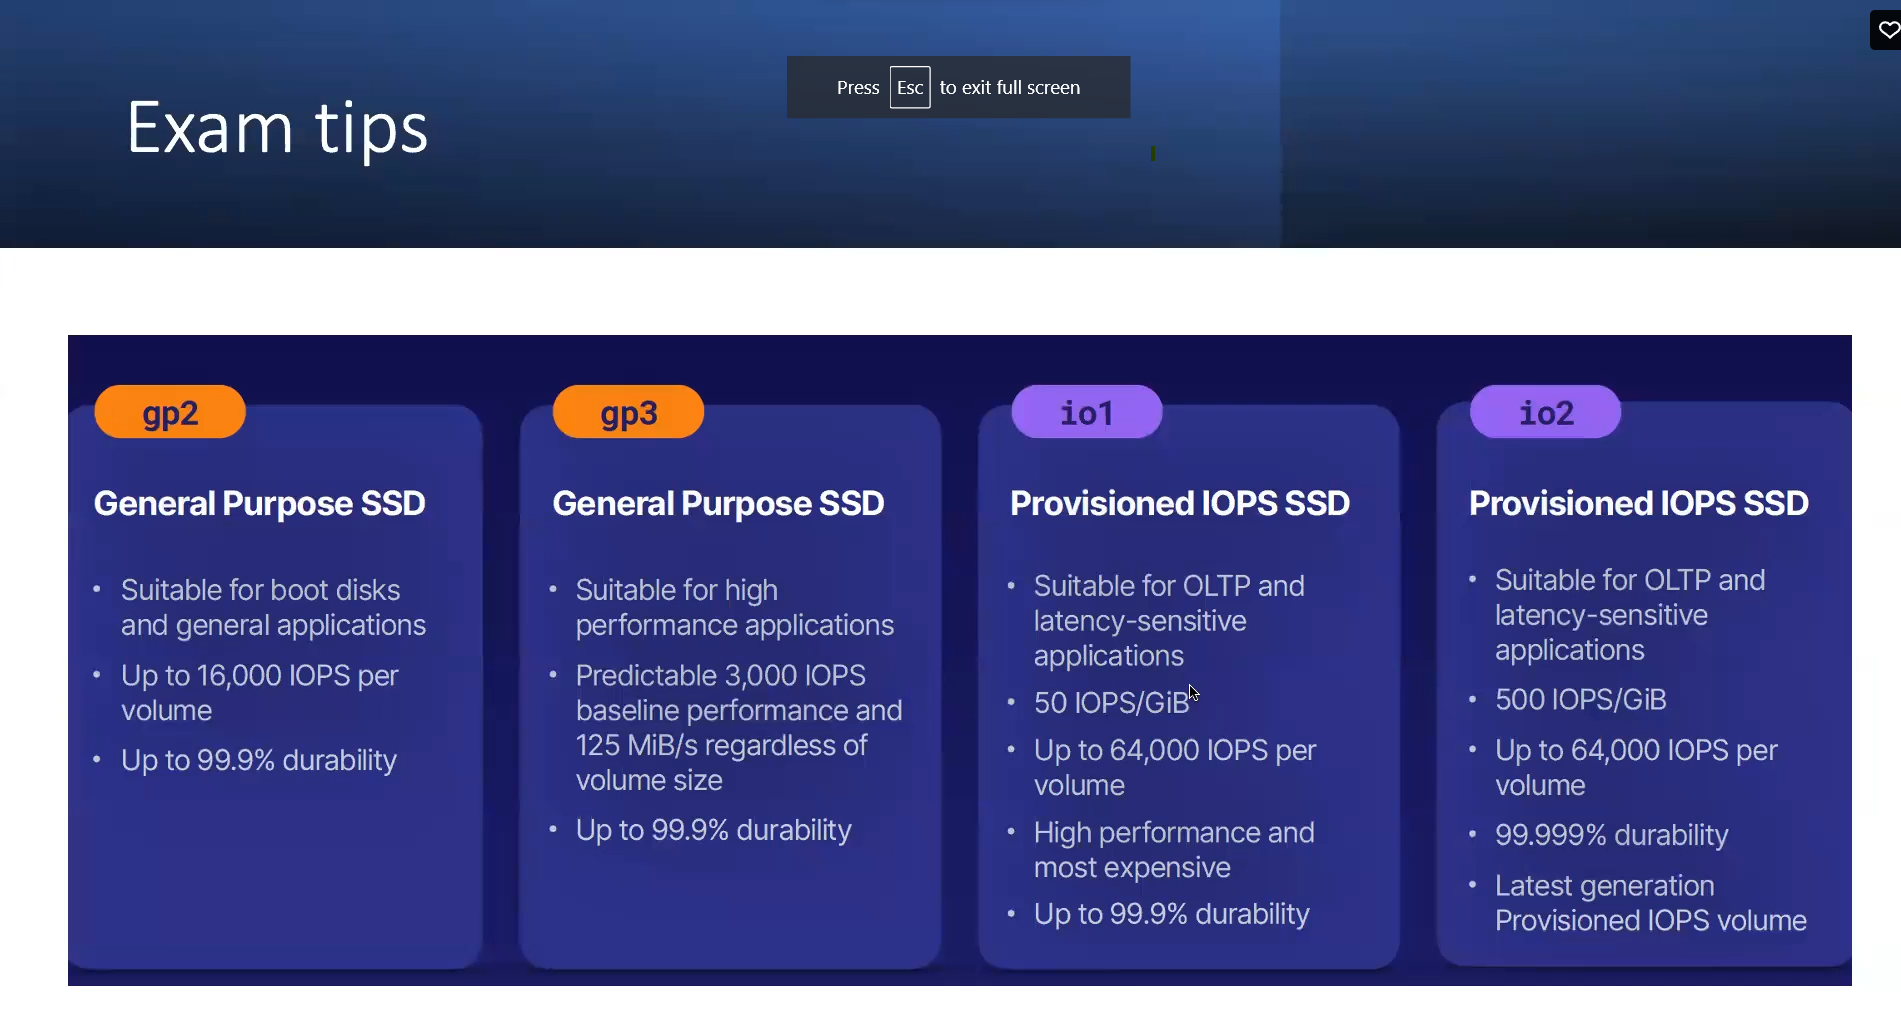 Press Esc to exit full screen
Exam tips
gp2
General Purpose SSD
• Suitable for boot disks
and general applications
• Up to 16,000 IOPS per
volume
• Up to 99.9% durability
gp3
General Purpose SSD
• Suitable for high
performance applications
• Predictable 3,000 IOPS
baseline performance and
125 MiB/s regardless of
volume size
• Up to 99.9% durability
io1
Provisioned IOPS SSD
• Suitable for OLTP and
latency-sensitive
applications
• 50 IOPS/GiB
• Up to 64,000 IOPS per
volume
• High performance and
most expensive
• Up to 99.9% durability
io2
Provisioned IOPS SSD
• Suitable for OLTP and
latency-sensitive
applications
• 500 IOPS/GiB
• Up to 64,000 IOPS per
volume
• 99.999% durability
• Latest generation
Provisioned IOPS volume